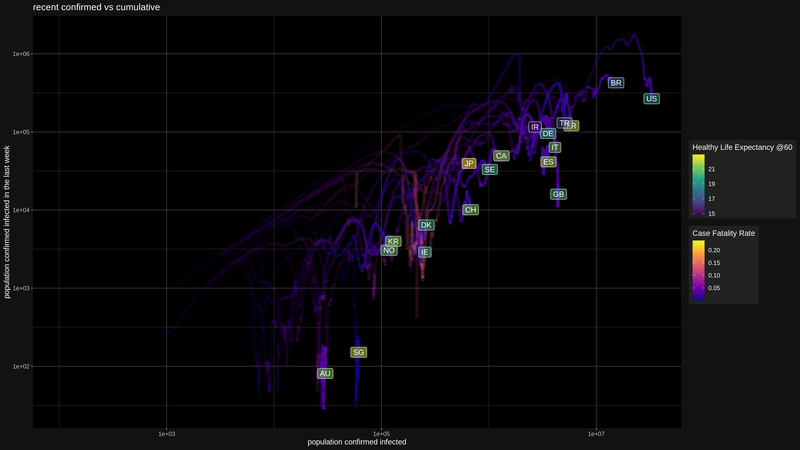 recent confirmed vs cumulative
population confirmed infected in the last week
1e+06
1e+05
1e+04
1e+03
1e+02
BR
US
IR
TR
DE
IT
CA
ES
JP
SE
GB
CH
DK
KR
NO
IE
SG
AU
1e+03
1e+05
1e+07
population confirmed infected
Healthy Life Expectancy @60
21
19
17
15
Case Fatality Rate
0.20
0.15
0.10
0.05